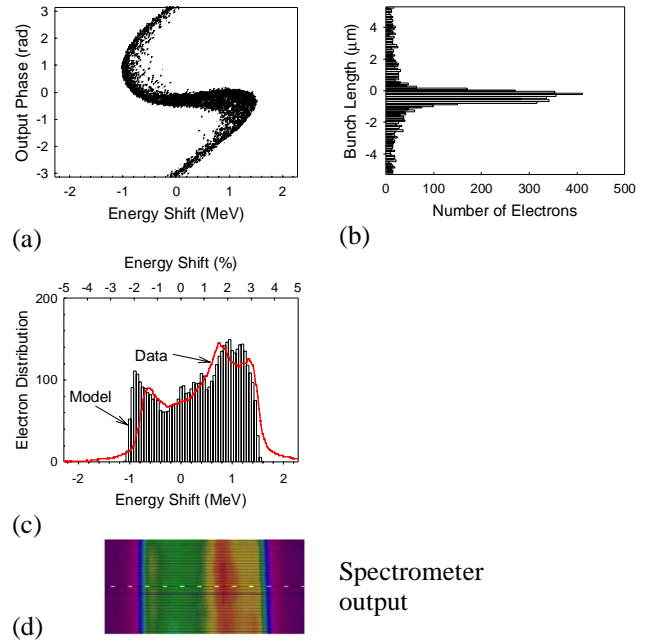 3
2
1
0
-1
-2
-3
Output Phase (rad)
-2 -1 0 1 2
Energy Shift (MeV)
(a)
4
2
0
-2
-4
Bunch Length (μm)
0 100 200 300 400 500
Number of Electrons
(b)
Energy Shift (%)
-5 -4 -3 -2 -1 0 1 2 3 4 5
200
100
0
Electron Distribution
Data
Model
-2 -1 0 1 2
Energy Shift (MeV)
(c)
Spectrometer
output
(d)